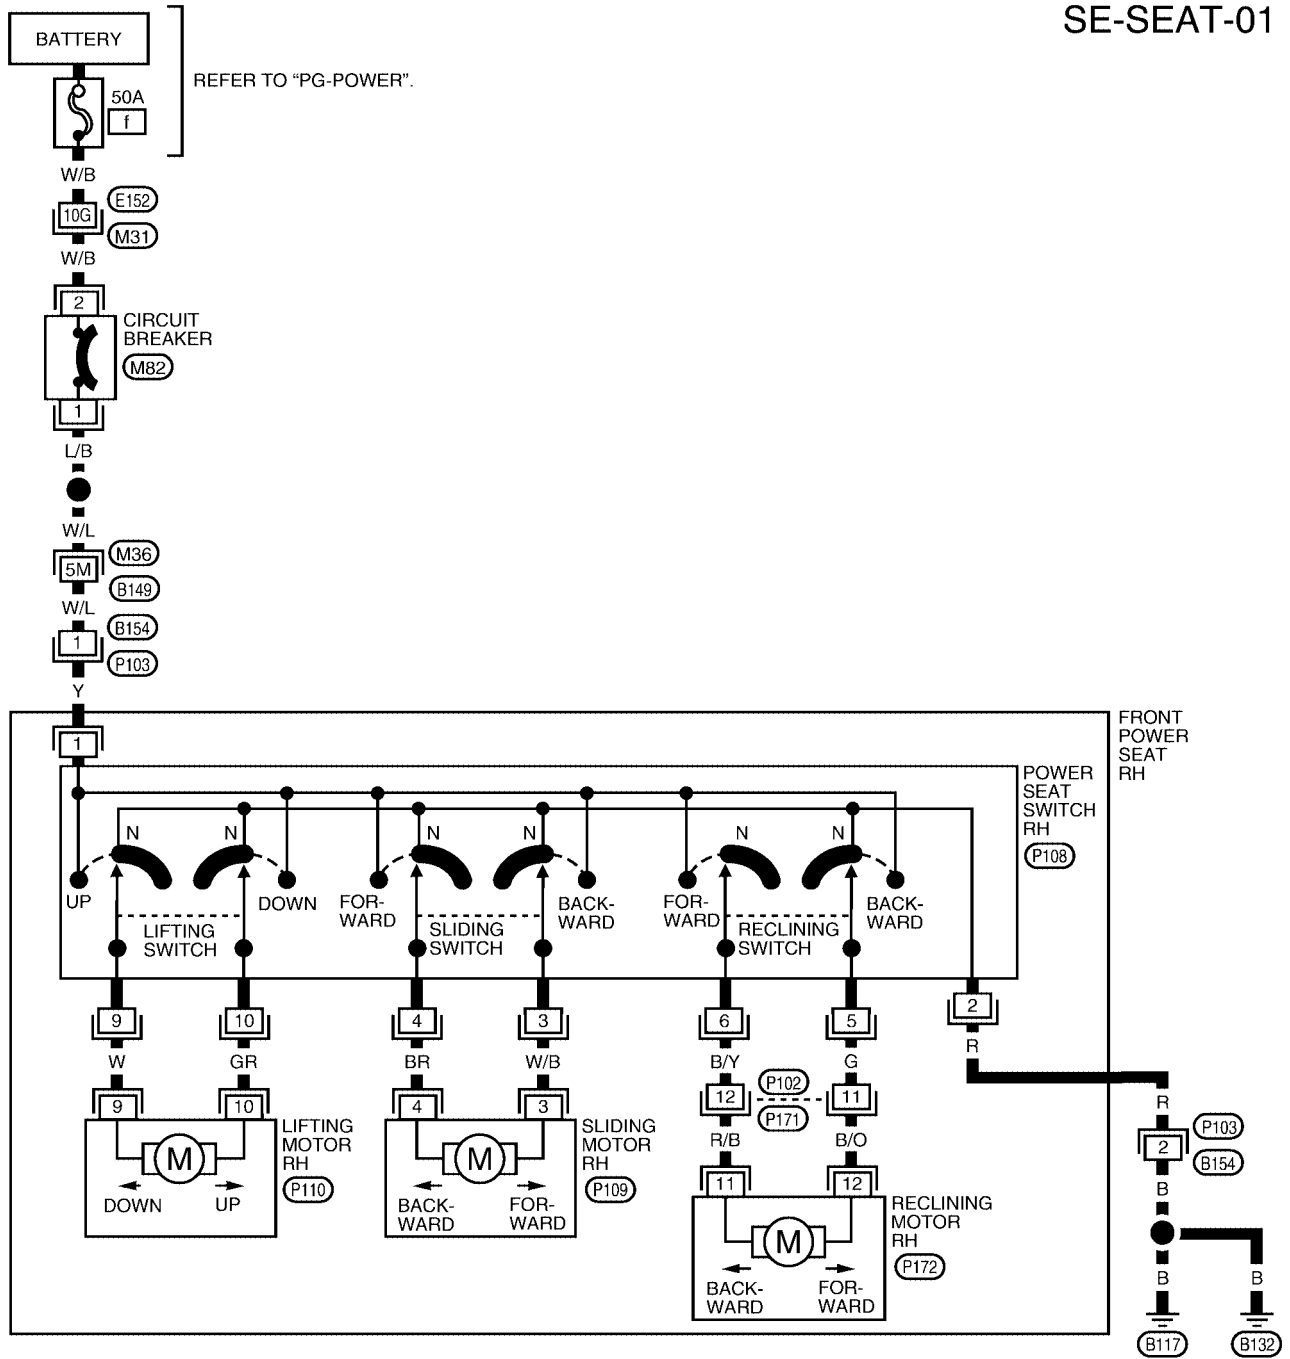 SE-SEAT-01
BATTERY
REFER TO “PG-POWER”.
50A
f
W/B
10G
E152
M31
W/B
2
CIRCUIT
BREAKER
M82
1
L/B
W/L
5M
M36
B149
W/L
1
B154
P103
Y
1
FRONT
POWER
SEAT
RH
POWER
SEAT
SWITCH
RH
P108
N
N
N
N
N
N
UP
DOWN
FOR-
WARD
BACK-
WARD
FOR-
WARD
BACK-
WARD
LIFTING
SWITCH
SLIDING
SWITCH
RECLINING
SWITCH
9
10
4
3
6
5
2
W
GR
BR
W/B
B/Y
G
R
9
10
4
3
12
P102
P171
11
R/B
B/O
11
12
M
DOWN
UP
LIFTING
MOTOR
RH
P110
M
BACK-
WARD
FOR-
WARD
SLIDING
MOTOR
RH
P109
M
BACK-
WARD
FOR-
WARD
RECLINING
MOTOR
RH
P172
R
2
P103
B154
B
B
B
B117
B132